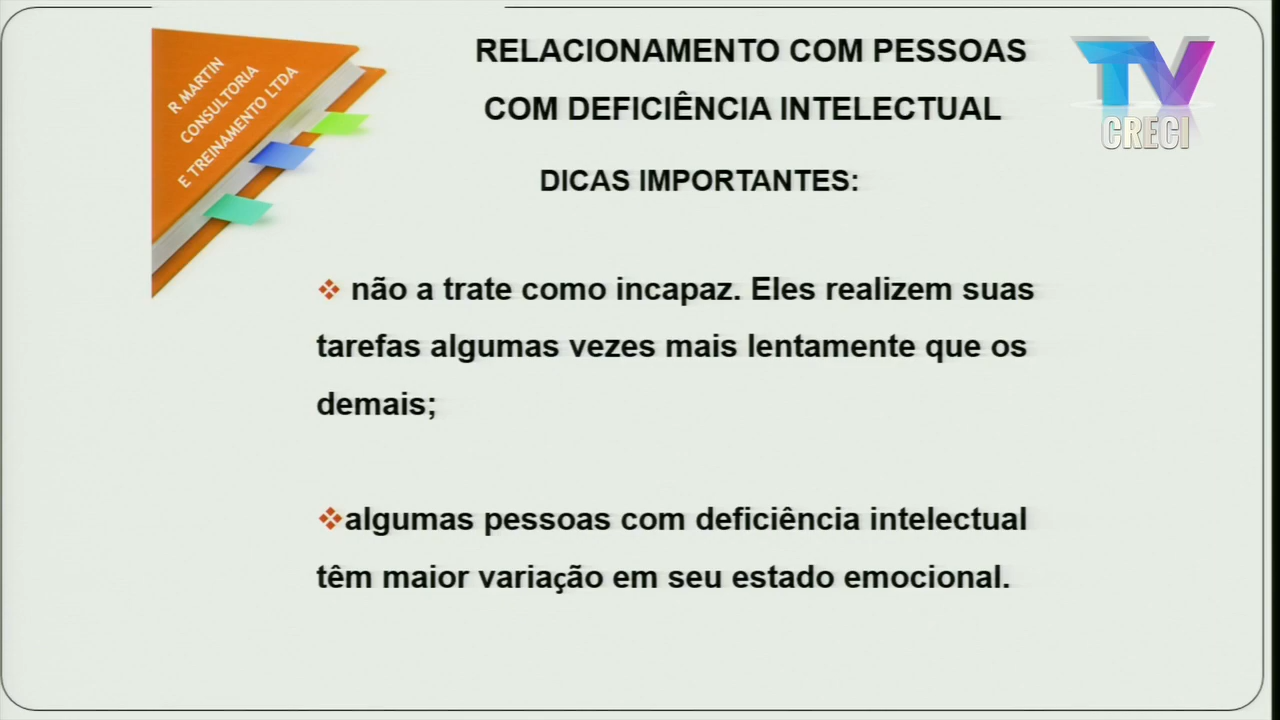 R MARTIN
CONSULTORIA
E TREINAMENTO LTDA
RELACIONAMENTO COM PESSOAS
COM DEFICIÊNCIA INTELECTUAL
DICAS IMPORTANTES:
TV
CRECI
❖ não a trate como incapaz. Eles realizem suas
tarefas algumas vezes mais lentamente que os
demais;
❖algumas pessoas com deficiência intelectual
têm maior variação em seu estado emocional.